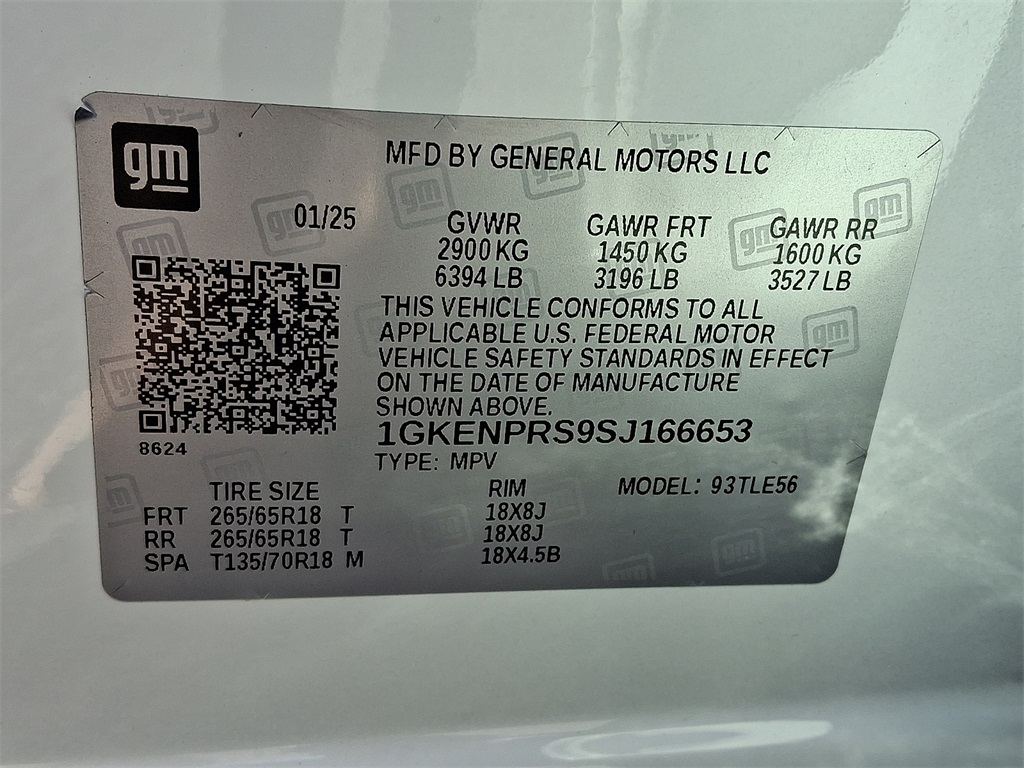 gm
MFD BY GENERAL MOTORS LLC
01/25
GVWR GAWR FRT GAWR RR
2900 KG 1450 KG 1600 KG
6394 LB 3196 LB 3527 LB
THIS VEHICLE CONFORMS TO ALL
APPLICABLE U.S. FEDERAL MOTOR
VEHICLE SAFETY STANDARDS IN EFFECT
ON THE DATE OF MANUFACTURE
SHOWN ABOVE.
1GKENPRS9SJ166653
8624
TYPE: MPV
TIRE SIZE RIM MODEL: 93TLE56
FRT 265/65R18 T 18X8J
RR 265/65R18 T 18X8J
SPA T135/70R18 M 18X4.5B